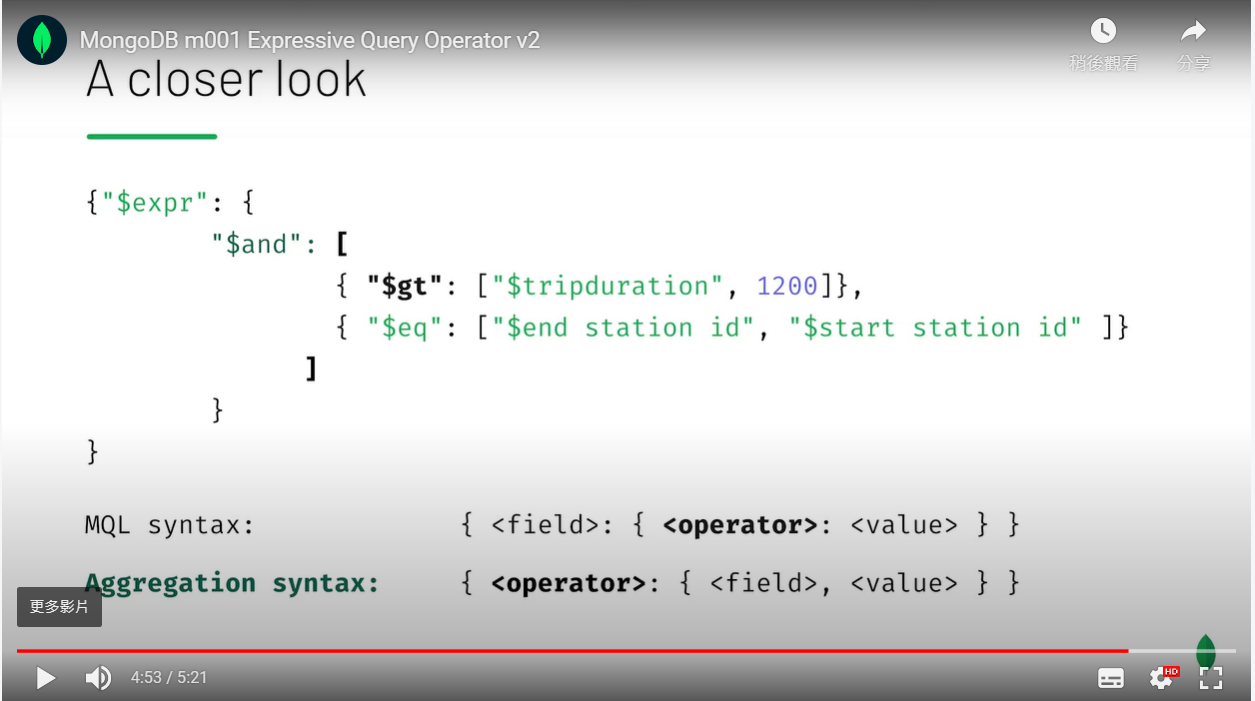 MongoDB m001 Expressive Query Operator v2
稍後觀看
分享
A closer look
{"$expr": {
"$and": [
{ "$gt": ["$tripduration", 1200]},
{ "$eq": ["$end station id", "$start station id" ]}
]
}
}
MQL syntax: { <field>: { <operator>: <value> } }
Aggregation syntax: { <operator>: { <field>, <value> } }
更多影片
4:53 / 5:21
HD